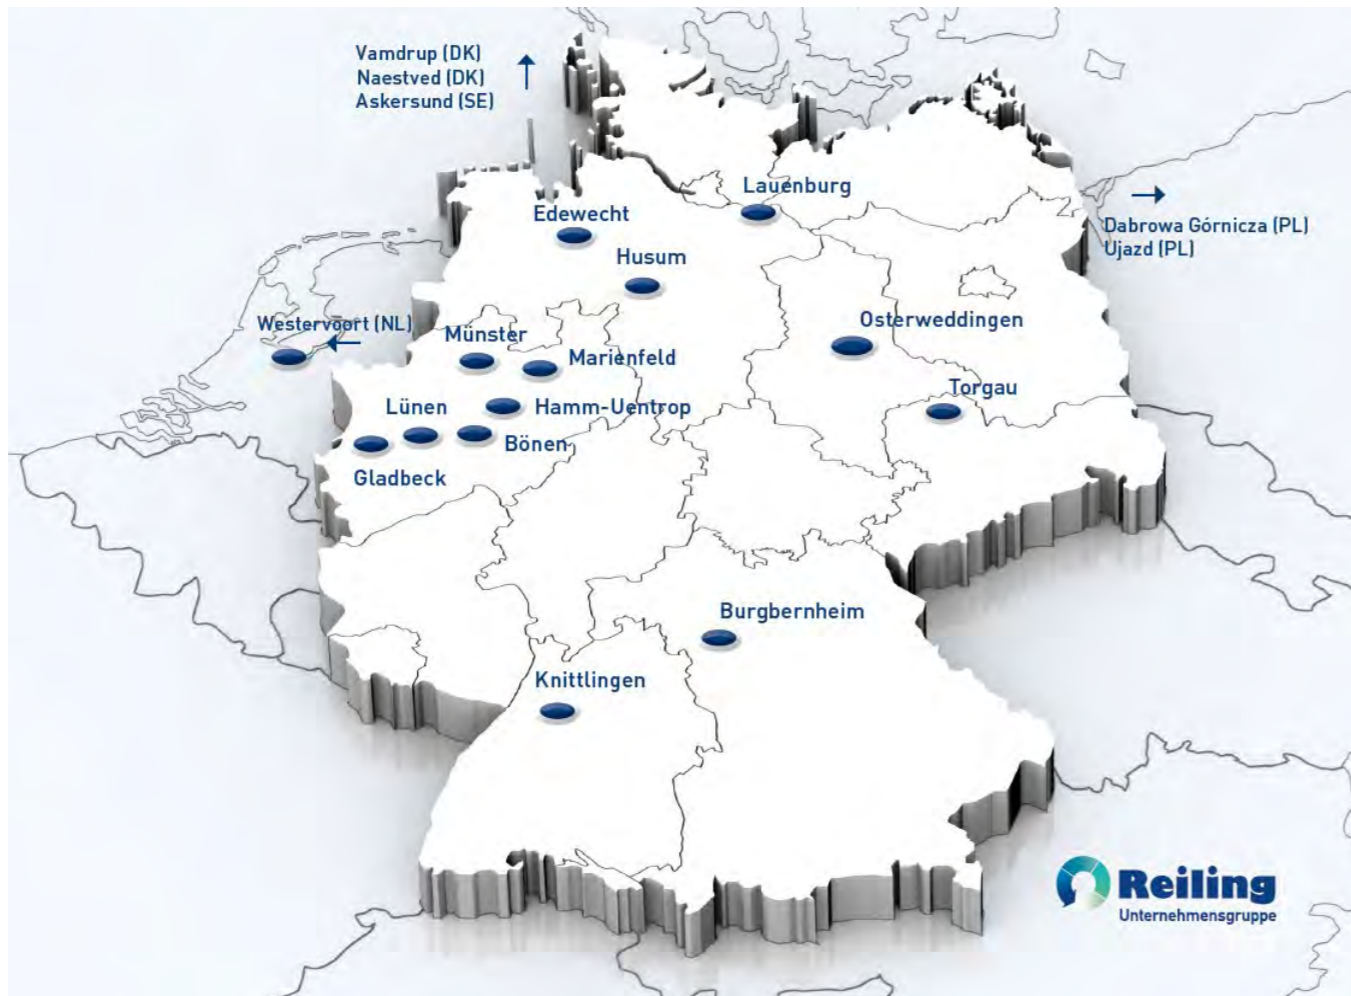 Vamdrup (DK)
Naestved (DK)
Askersund (SE)
Lauenburg
Edewecht
Dabrowa Górnicza (PL)
Ujazd (PL)
Husum
Westervoort (NL)
Osterweddingen
Münster
Marienfeld
Torgau
Lünen
Hamm-Uentrop
Bönen
Gladbeck
Burgbernheim
Knittlingen
Reiling
Unternehmensgruppe